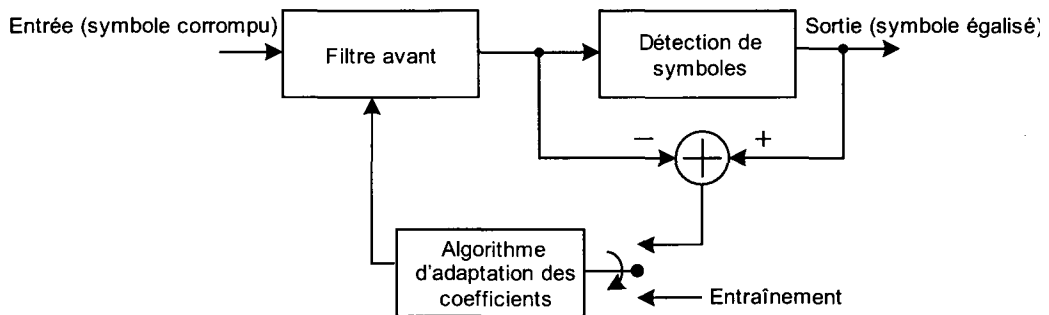 Entrée (symbole corrompu)
Filtre avant
Détection de
symboles
Sortie (symbole égalisé)
−
+
Algorithme
d'adaptation des
coefficients
Entraînement